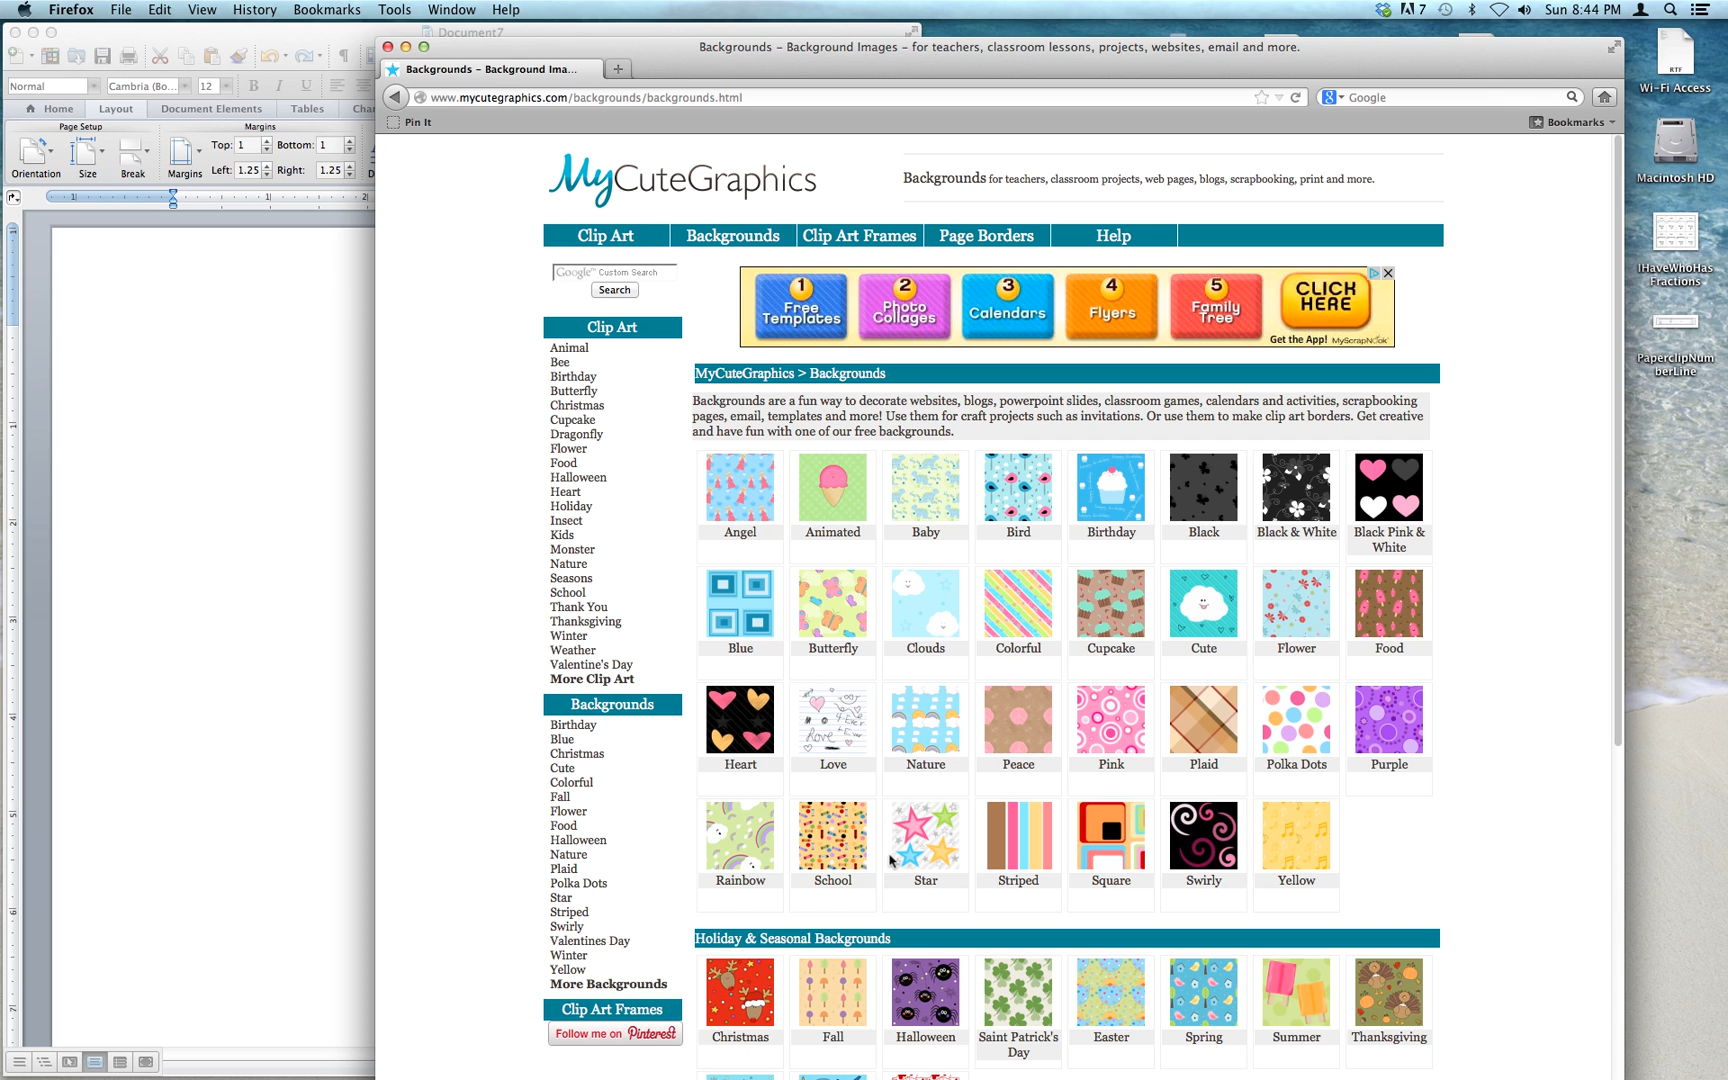 Firefox File Edit View History Bookmarks Tools Window Help
7 Sun 8:44 PM
Document7
Normal Cambria (Bo... 12 B I U
Home Layout Document Elements Tables
Page Setup Margins
Orientation Size Break Margins
Top: 1 Bottom: 1
Left: 1.25 Right: 1.25
Backgrounds – Background Images – for teachers, classroom lessons, projects, websites, email and more.
Backgrounds – Background Ima...
www.mycutegraphics.com/backgrounds/backgrounds.html
Google
Pin It
Bookmarks
MyCuteGraphics
Backgrounds for teachers, classroom projects, web pages, blogs, scrapbooking, print and more.
Clip Art Backgrounds Clip Art Frames Page Borders Help
Google™ Custom Search
Search
1 Free Templates
2 Photo Collages
3 Calendars
4 Flyers
5 Family Tree
CLICK HERE
Get the App! MyScrapNook
Clip Art
Animal
Bee
Birthday
Butterfly
Christmas
Cupcake
Dragonfly
Flower
Food
Halloween
Heart
Holiday
Insect
Kids
Monster
Nature
Seasons
School
Thank You
Thanksgiving
Winter
Weather
Valentine's Day
More Clip Art
Backgrounds
Birthday
Blue
Christmas
Cute
Colorful
Fall
Flower
Food
Halloween
Nature
Plaid
Polka Dots
Star
Striped
Swirly
Valentines Day
Winter
Yellow
More Backgrounds
Clip Art Frames
Follow me on Pinterest
MyCuteGraphics > Backgrounds
Backgrounds are a fun way to decorate websites, blogs, powerpoint slides, classroom games, calendars and activities, scrapbooking
pages, email, templates and more! Use them for craft projects such as invitations. Or use them to make clip art borders. Get creative
and have fun with one of our free backgrounds.
Angel Animated Baby Bird Birthday Black Black & White Black Pink & White
Blue Butterfly Clouds Colorful Cupcake Cute Flower Food
Heart Love Nature Peace Pink Plaid Polka Dots Purple
Rainbow School Star Striped Square Swirly Yellow
Holiday & Seasonal Backgrounds
Christmas Fall Halloween Saint Patrick's Day Easter Spring Summer Thanksgiving
RTF
Wi-Fi Access
Macintosh HD
IHaveWhoHas
Fractions
PaperclipNum
berLine